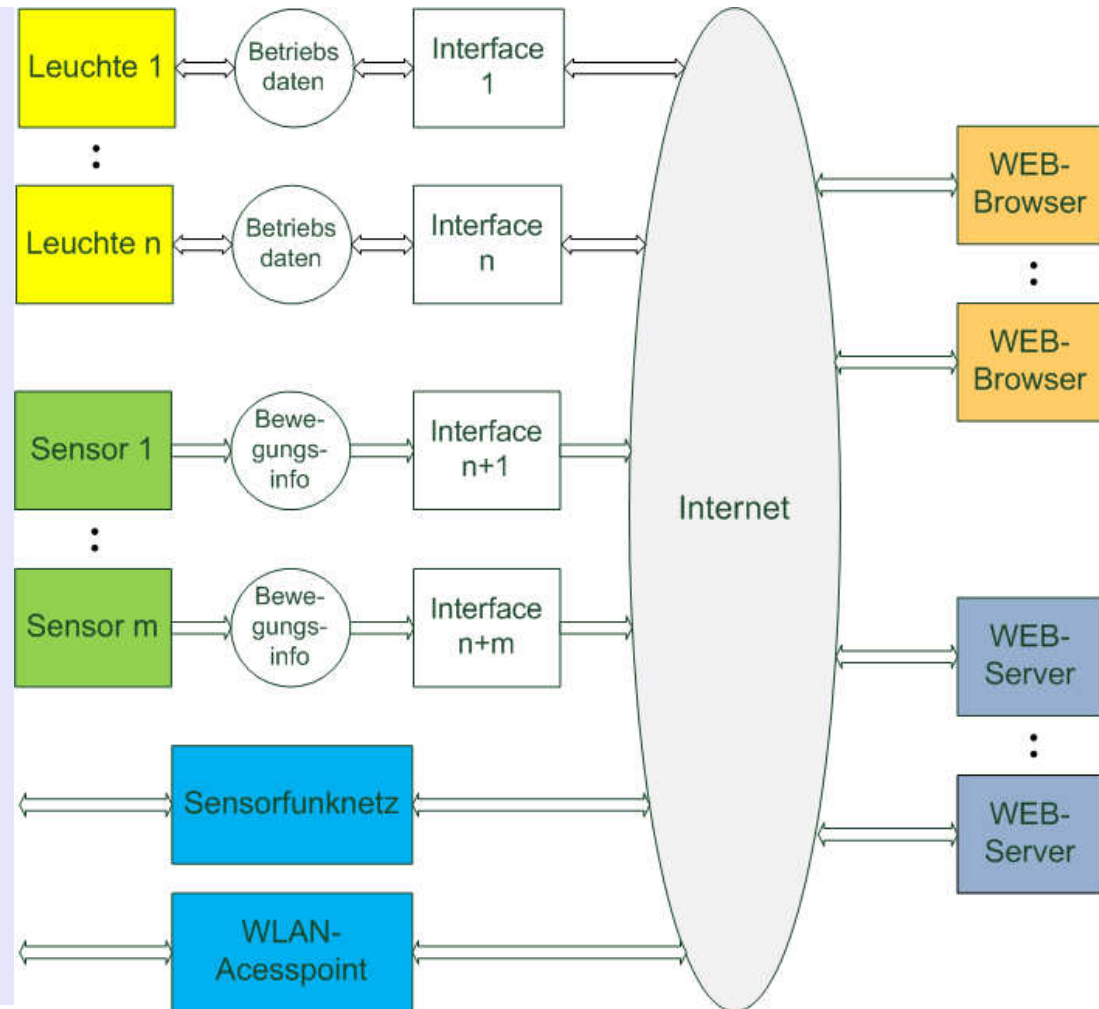 Leuchte 1
Betriebs
daten
Interface
1
Leuchte n
Betriebs
daten
Interface
n
WEB-
Browser
WEB-
Browser
Sensor 1
Bewe-
gungs-
info
Interface
n+1
Internet
Sensor m
Bewe-
gungs-
info
Interface
n+m
WEB-
Server
Sensorfunknetz
WEB-
Server
WLAN-
Acesspoint